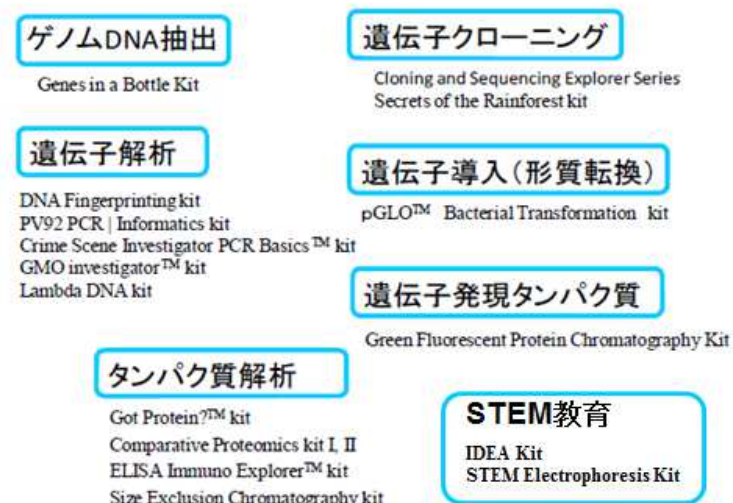 ゲノムDNA抽出
Genes in a Bottle Kit
遺伝子クローニング
Cloning and Sequencing Explorer Series
Secrets of the Rainforest kit
遺伝子解析
DNA Fingerprinting kit
PV92 PCR | Informatics kit
Crime Scene Investigator PCR Basics™ kit
GMO investigator™ kit
Lambda DNA kit
遺伝子導入(形質転換)
pGLO™ Bacterial Transformation kit
遺伝子発現タンパク質
Green Fluorescent Protein Chromatography Kit
タンパク質解析
Got Protein?™ kit
Comparative Proteomics kit I, II
ELISA Immuno Explorer™ kit
Size Exclusion Chromatography kit
STEM教育
IDEA Kit
STEM Electrophoresis Kit